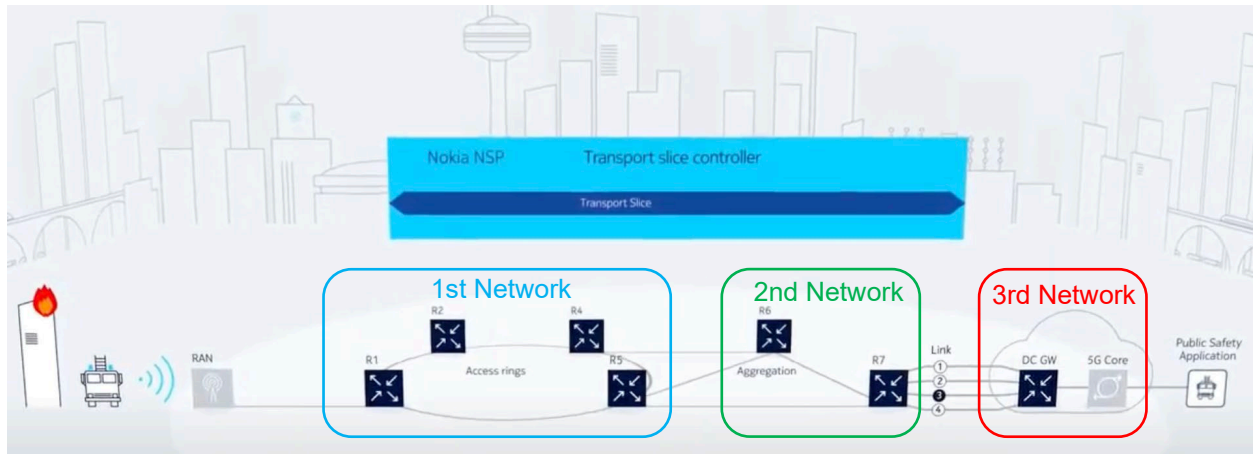 Nokia NSP Transport slice controller
Transport Slice
1st Network
2nd Network
3rd Network
R2
R4
R6
RAN
R1
Access rings
R5
Aggregation
R7
Link
1
2
3
4
DC GW
5G Core
Public Safety
Application